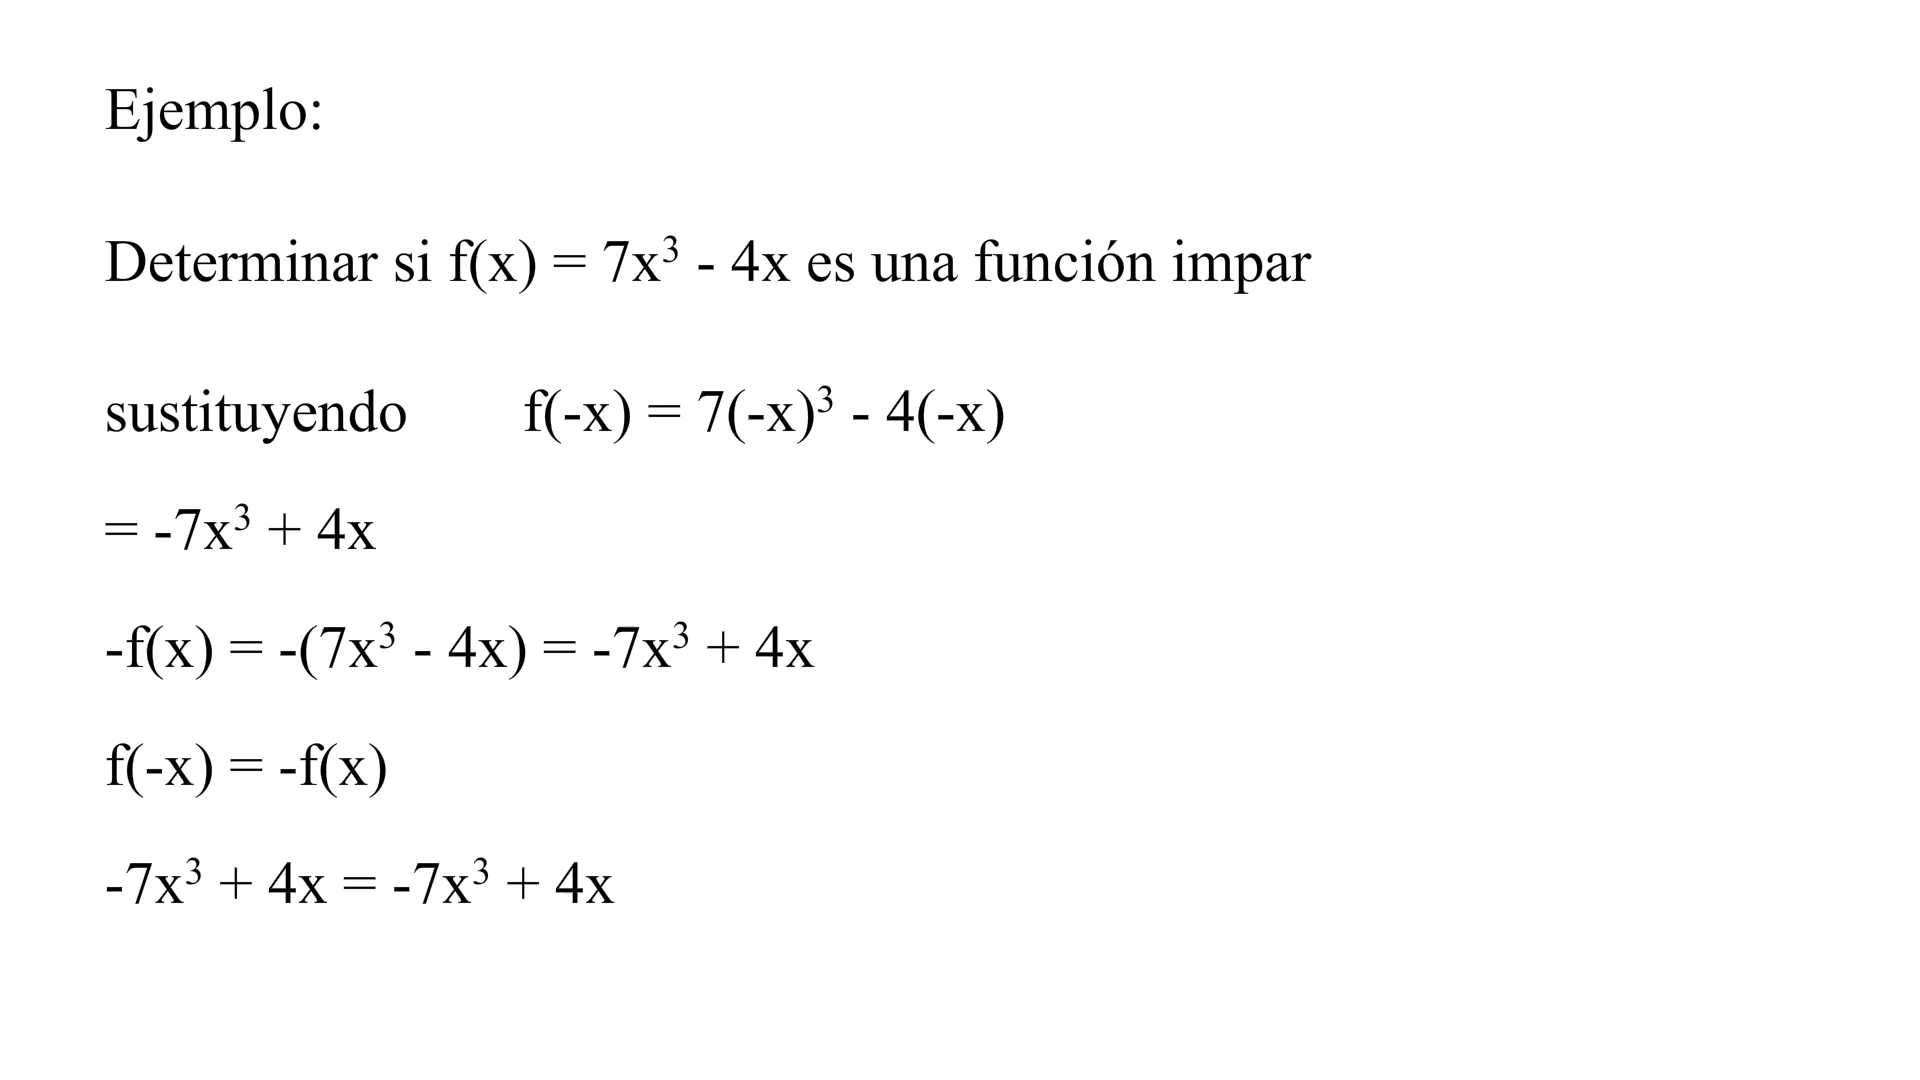 Ejemplo:
Determinar si f(x) = 7x³ - 4x es una función impar
sustituyendo f(-x) = 7(-x)³ - 4(-x)
= -7x³ + 4x
-f(x) = -(7x³ - 4x) = -7x³ + 4x
f(-x) = -f(x)
-7x³ + 4x = -7x³ + 4x